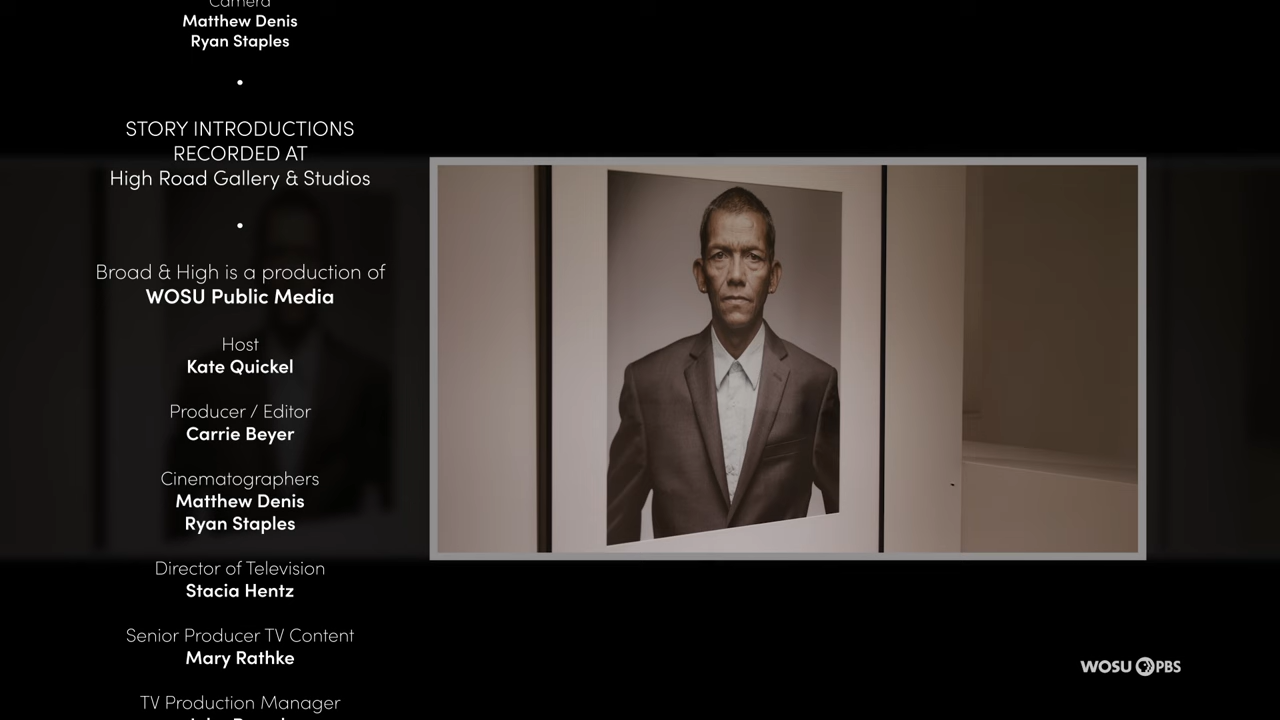 Camera
Matthew Denis
Ryan Staples
•
STORY INTRODUCTIONS
RECORDED AT
High Road Gallery & Studios
•
Broad & High is a production of
WOSU Public Media
Host
Kate Quickel
Producer / Editor
Carrie Beyer
Cinematographers
Matthew Denis
Ryan Staples
Director of Television
Stacia Hentz
Senior Producer TV Content
Mary Rathke
TV Production Manager
WOSU PBS